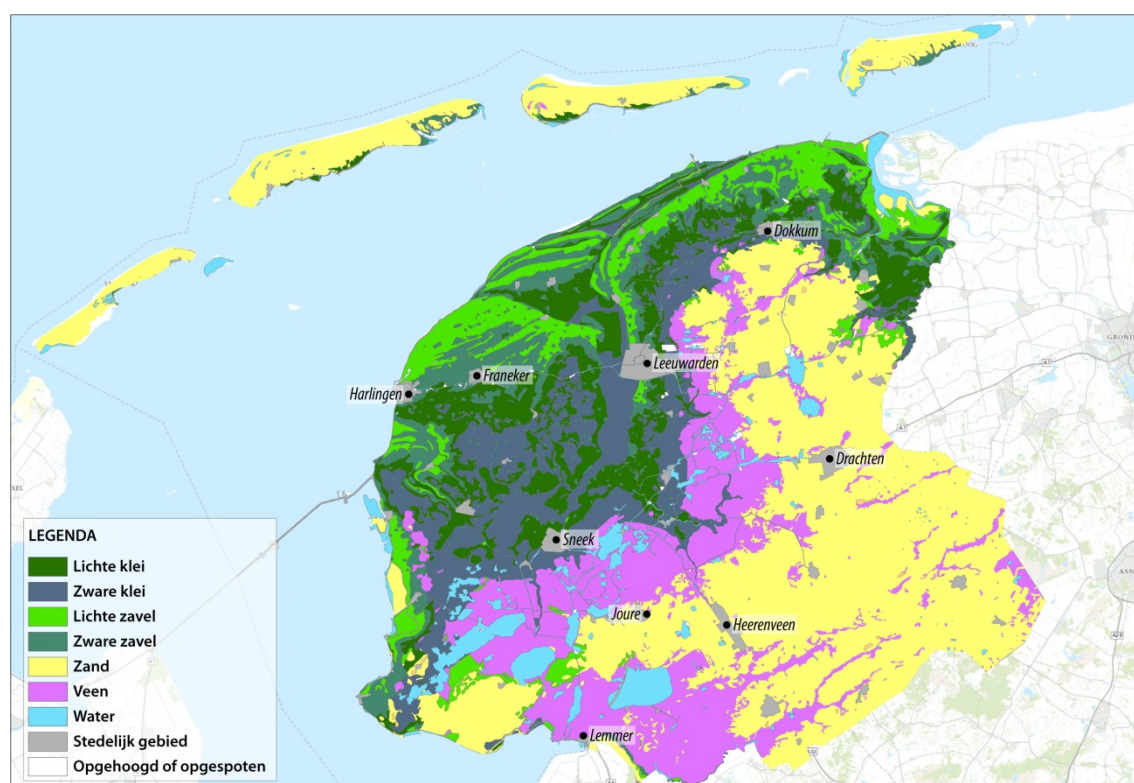 Dokkum
Leeuwarden
Franeker
Harlingen
Drachten
Sneek
Joure
Heerenveen
Lemmer
LEGENDA
Lichte klei
Zware klei
Lichte zavel
Zware zavel
Zand
Veen
Water
Stedelijk gebied
Opgehoogd of opgespoten